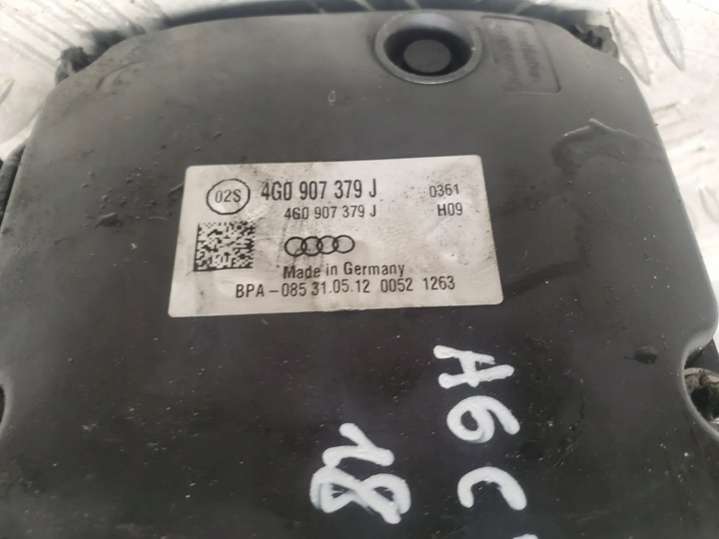 02S 4G0 907 379 J 0361
4G0 907 379 J H09
Made in Germany
BPA-085 31.05.12 0052 1263
A6 C
18